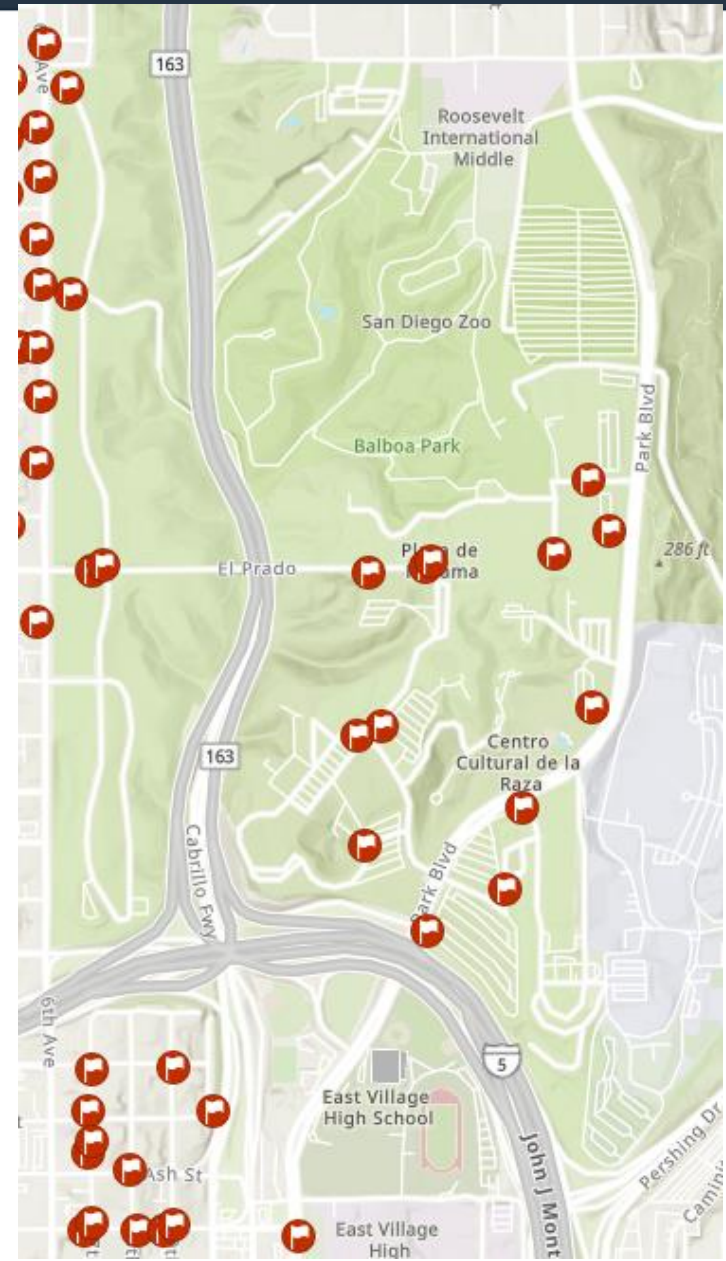 Ave
163
Roosevelt
International
Middle
San Diego Zoo
Park Blvd
Balboa Park
286 ft
El Prado
de
ama
163
Centro
Cultural de la
Raza
Cabrillo Fwy
Park Blvd
6th Ave
5
East Village
High School
John J Mont
Pershing Dr
Ash St
East Village
High